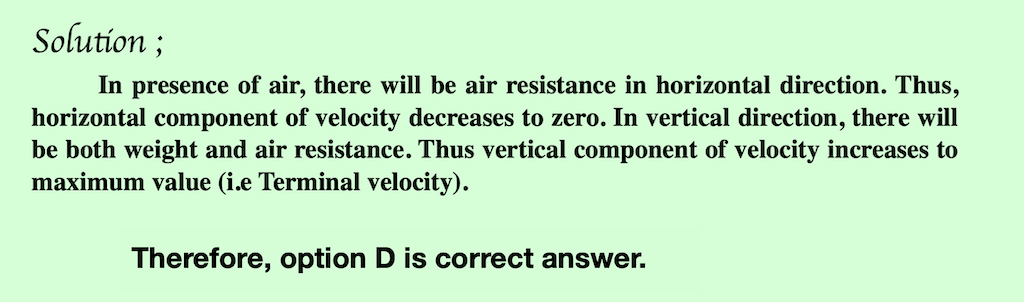 Solution ;
In presence of air, there will be air resistance in horizontal direction. Thus,
horizontal component of velocity decreases to zero. In vertical direction, there will
be both weight and air resistance. Thus vertical component of velocity increases to
maximum value (i.e Terminal velocity).
Therefore, option D is correct answer.